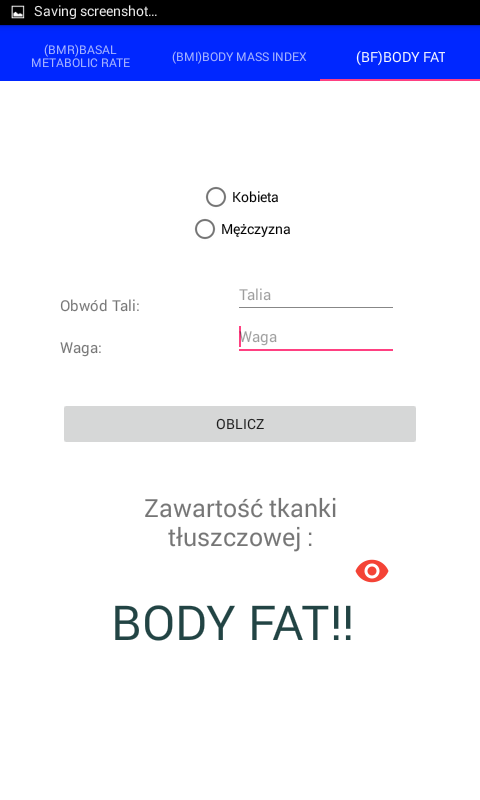 Saving screenshot...
(BMR)BASAL
METABOLIC RATE
(BMI)BODY MASS INDEX
(BF)BODY FAT
Kobieta
Mężczyzna
Obwód Tali:
Talia
Waga:
Waga
OBLICZ
Zawartość tkanki
tłuszczowej :
BODY FAT!!